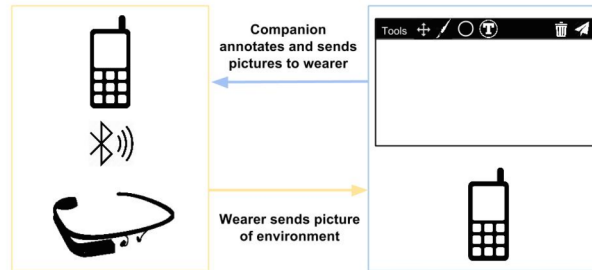 Companion
annotates and sends
pictures to wearer
Tools T
Wearer sends picture
of environment